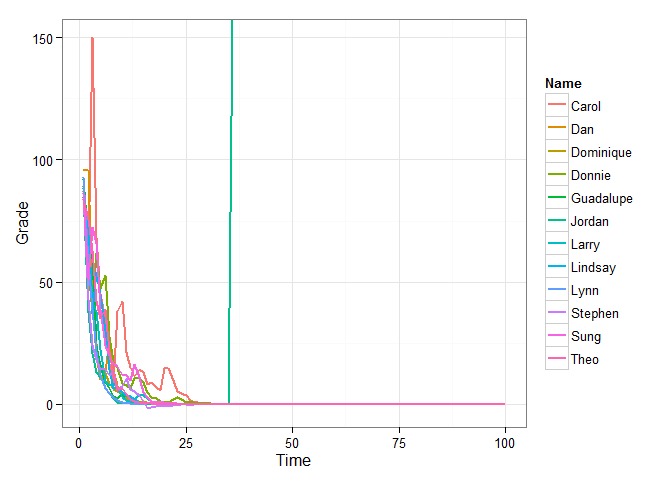 150
100
50
0
Grade
0
25
50
75
100
Time
Name
Carol
Dan
Dominique
Donnie
Guadalupe
Jordan
Larry
Lindsay
Lynn
Stephen
Sung
Theo